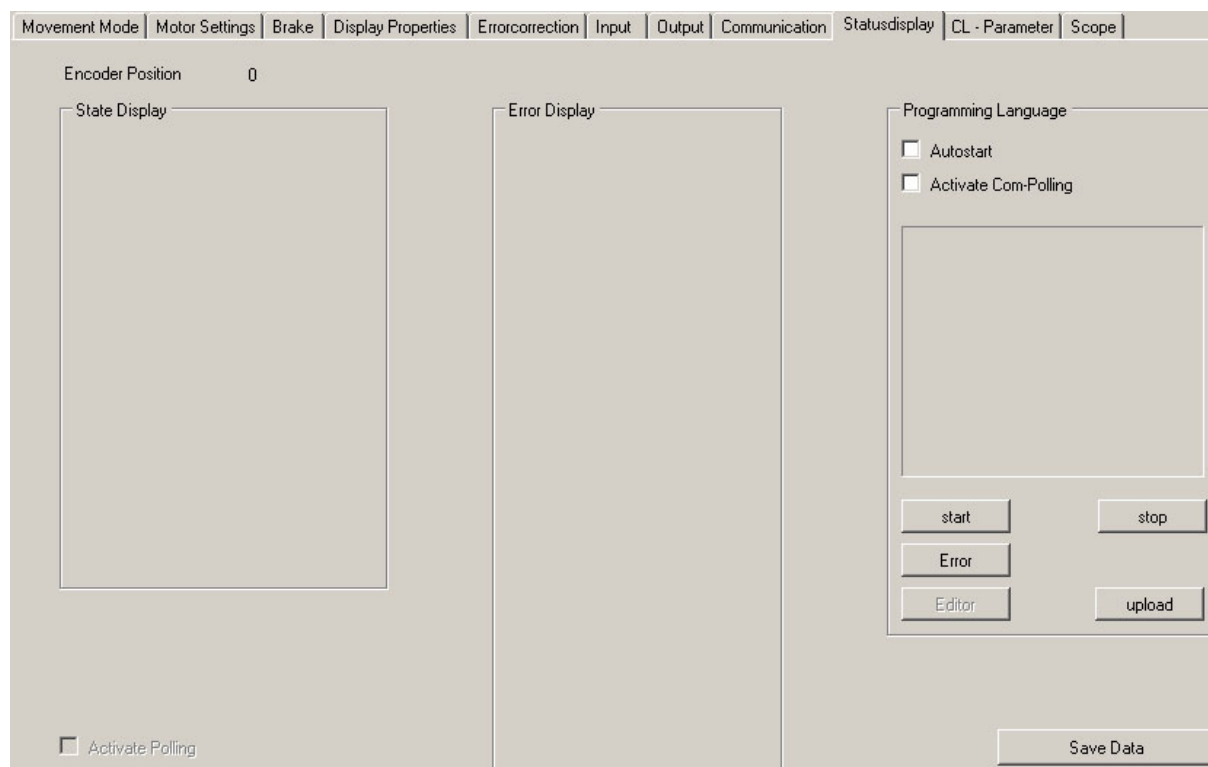 Movement Mode Motor Settings Brake Display Properties Errorcorrection Input Output Communication Statusdisplay CL - Parameter Scope
Encoder Position 0
State Display
Error Display
Programming Language
Autostart
Activate Com-Polling
start stop
Error
Editor upload
Activate Polling
Save Data